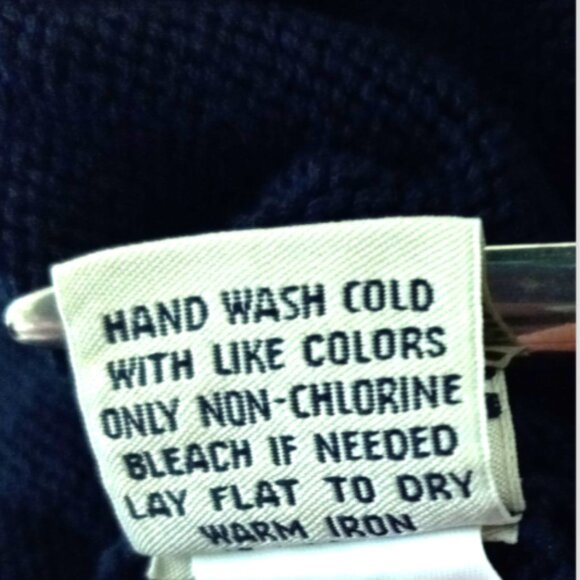 HAND WASH COLD
WITH LIKE COLORS
ONLY NON-CHLORINE
BLEACH IF NEEDED
LAY FLAT TO DRY
WARM IRON